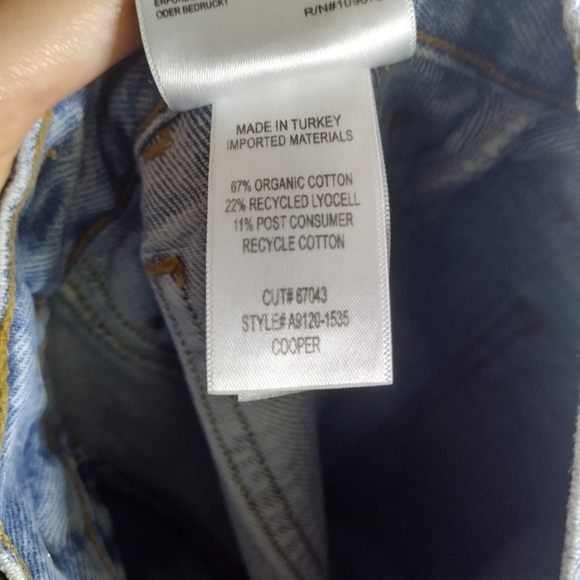 ODER BEDRUCKT
MADE IN TURKEY
IMPORTED MATERIALS
67% ORGANIC COTTON
22% RECYCLED LYOCELL
11% POST CONSUMER
RECYCLE COTTON
CUT# 67043
STYLE# A9120-1535
COOPER